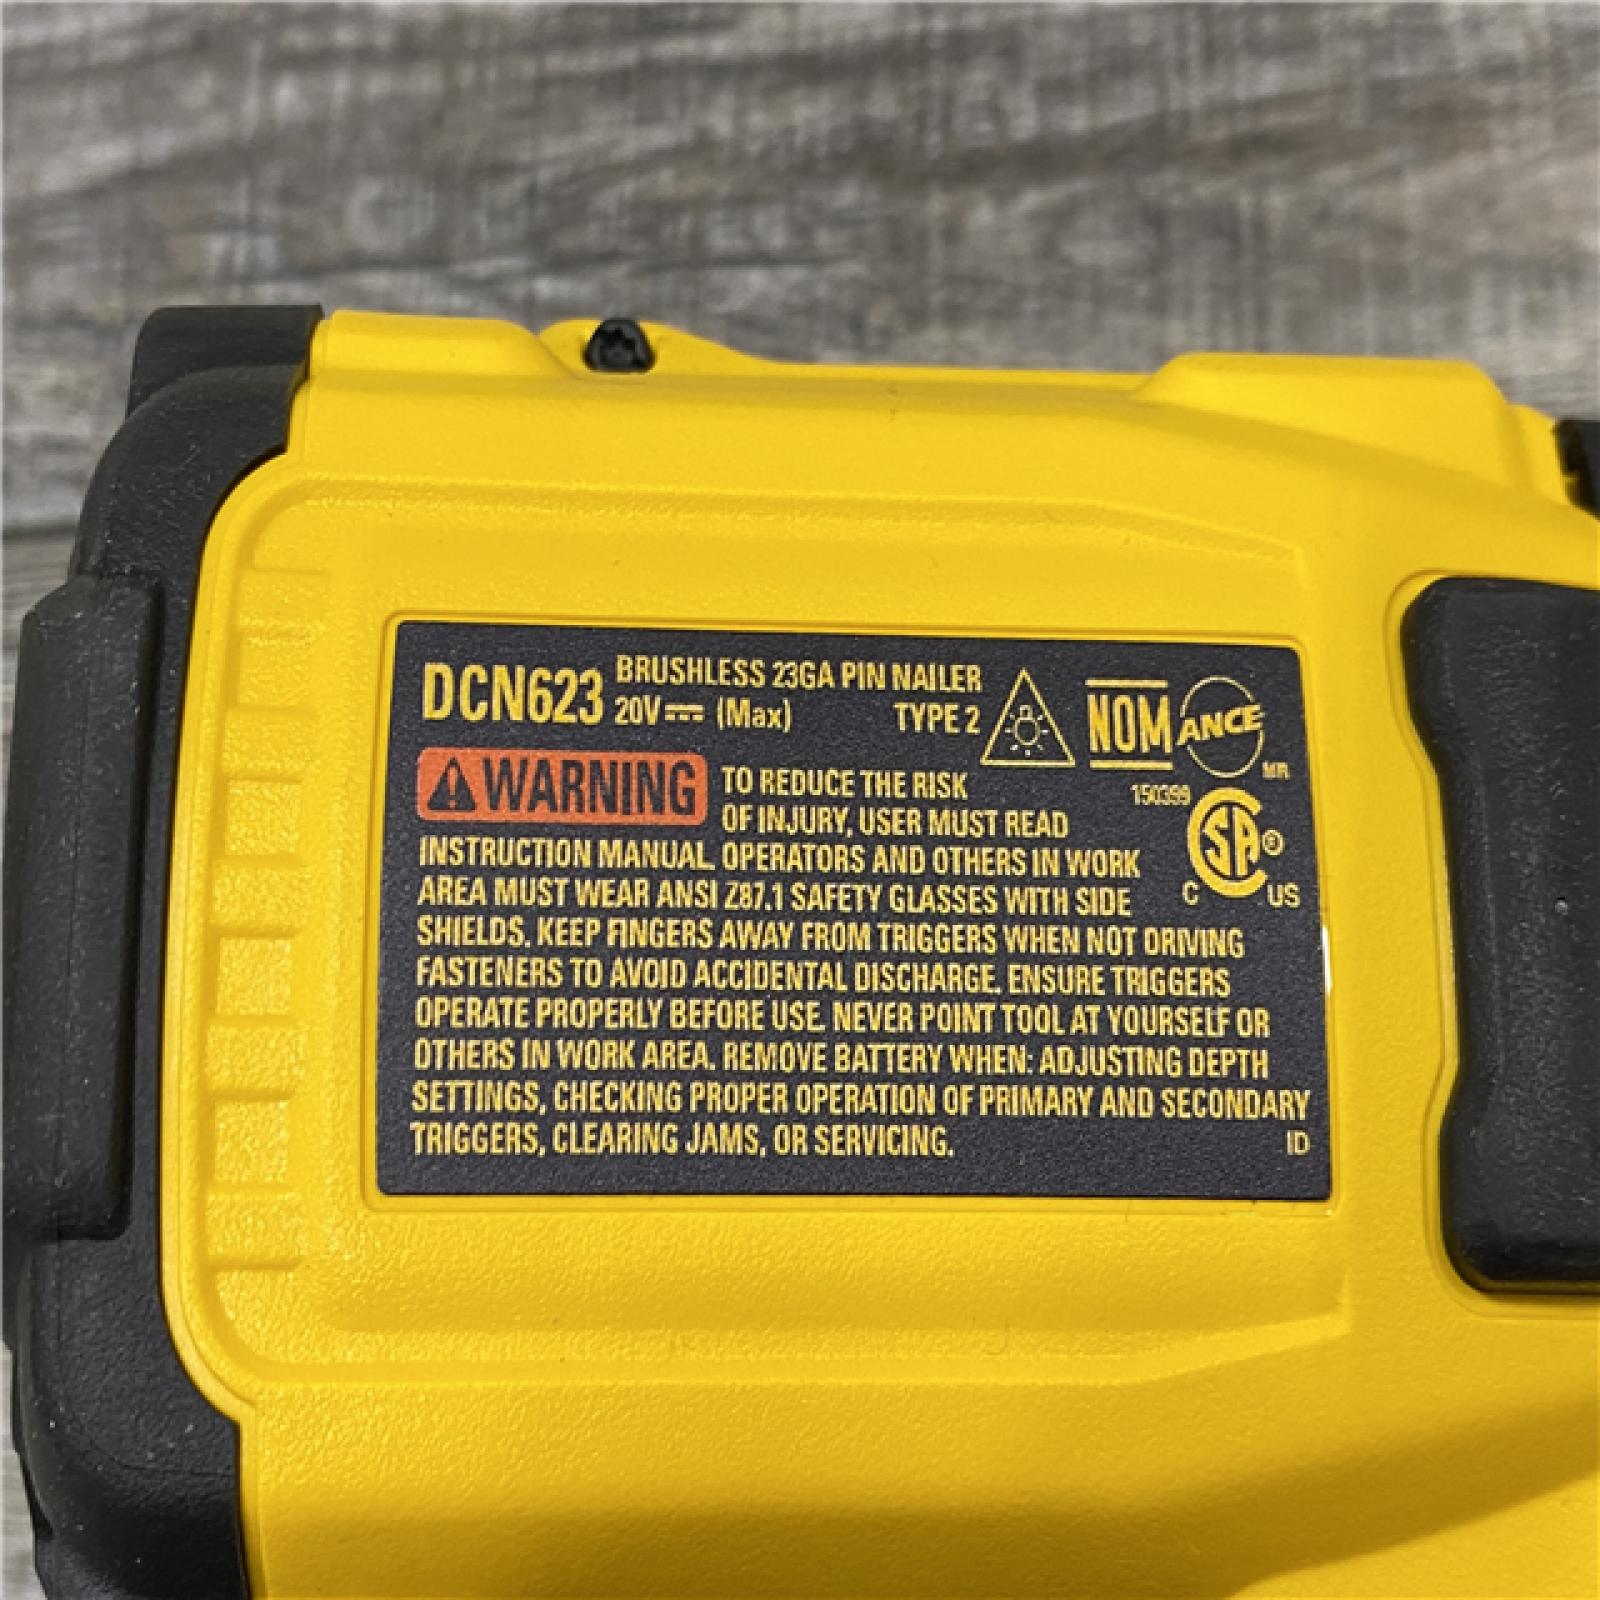 DCN623 BRUSHLESS 23GA PIN NAILER
20V⎓ (Max) TYPE 2
NOM ANCE
MR
WARNING TO REDUCE THE RISK
150399
OF INJURY, USER MUST READ
INSTRUCTION MANUAL. OPERATORS AND OTHERS IN WORK
SA ®
C US
AREA MUST WEAR ANSI Z87.1 SAFETY GLASSES WITH SIDE
SHIELDS. KEEP FINGERS AWAY FROM TRIGGERS WHEN NOT DRIVING
FASTENERS TO AVOID ACCIDENTAL DISCHARGE. ENSURE TRIGGERS
OPERATE PROPERLY BEFORE USE. NEVER POINT TOOL AT YOURSELF OR
OTHERS IN WORK AREA. REMOVE BATTERY WHEN: ADJUSTING DEPTH
SETTINGS, CHECKING PROPER OPERATION OF PRIMARY AND SECONDARY
TRIGGERS, CLEARING JAMS, OR SERVICING. ID